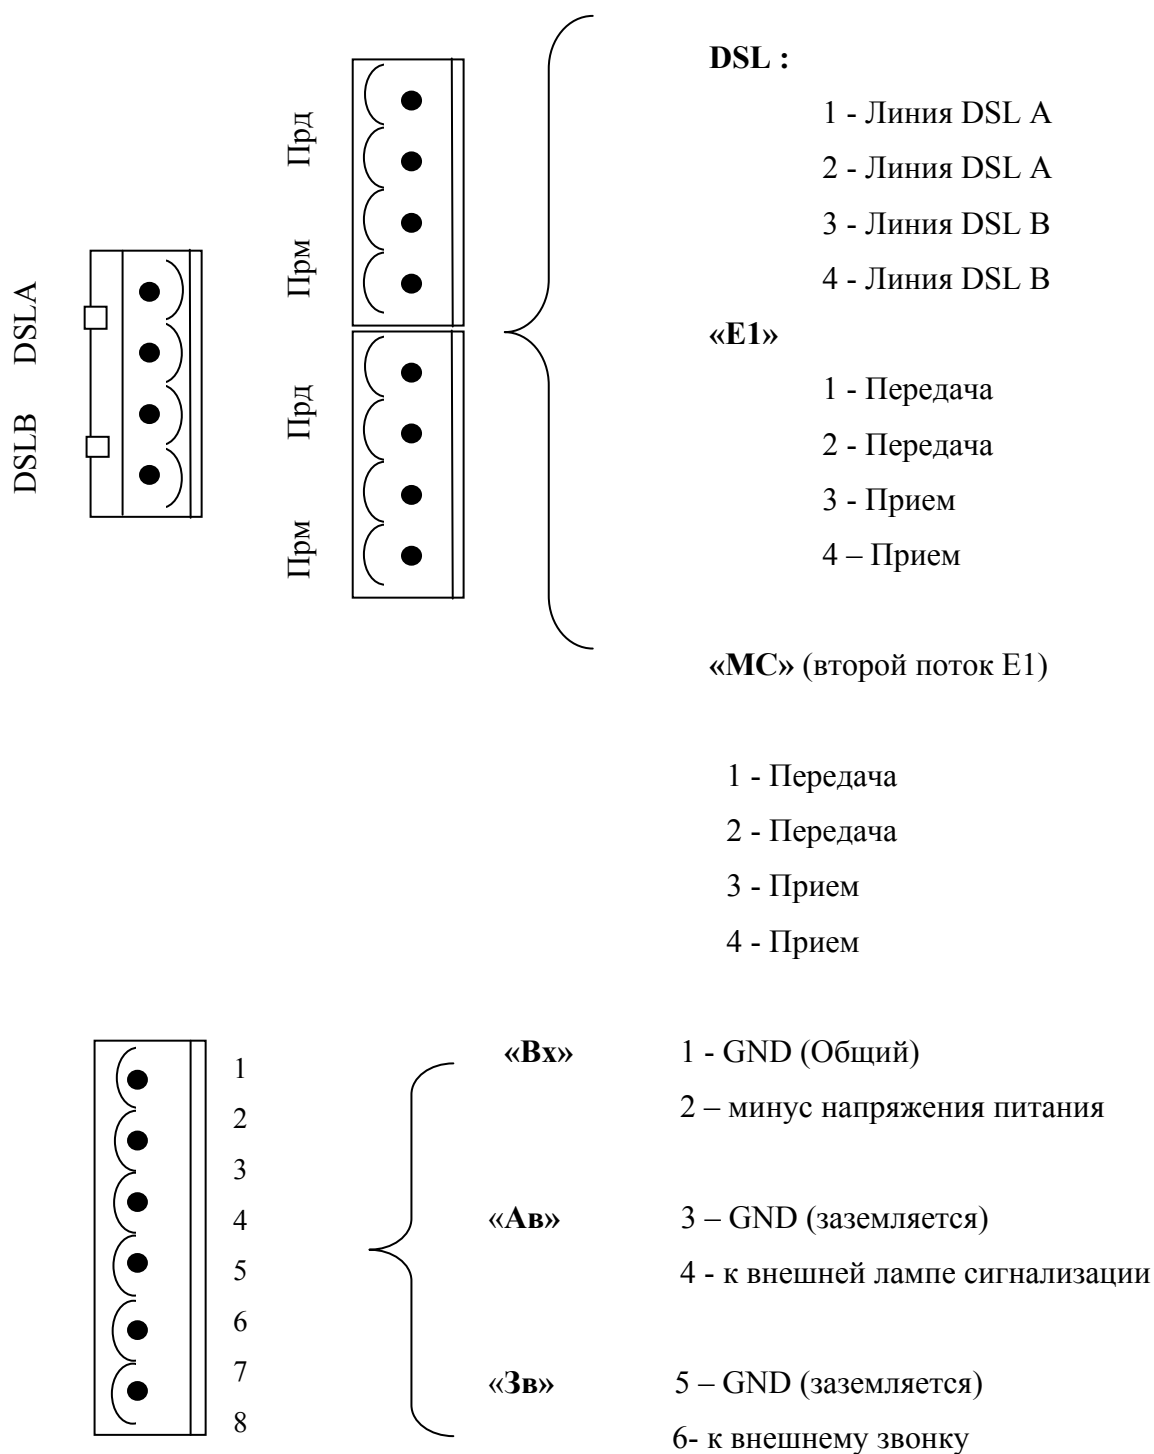 DSL :
1 - Линия DSL A
2 - Линия DSL A
3 - Линия DSL B
4 - Линия DSL B
«E1»
1 - Передача
2 - Передача
3 - Прием
4 – Прием
«МС» (второй поток Е1)
1 - Передача
2 - Передача
3 - Прием
4 - Прием
DSLA
DSLB
Прд
Прм
Прд
Прм
1
2
3
4
5
6
7
8
«Вх» 1 - GND (Общий)
2 – минус напряжения питания
«Ав» 3 – GND (заземляется)
4 - к внешней лампе сигнализации
«Зв» 5 – GND (заземляется)
6- к внешнему звонку